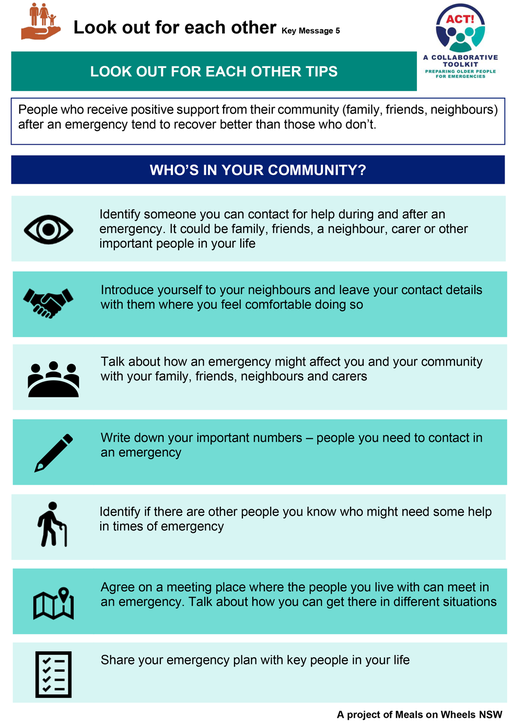 Look out for each other Key Message 5
ACT!
A COLLABORATIVE
TOOLKIT
PREPARING OLDER PEOPLE
FOR EMERGENCIES
LOOK OUT FOR EACH OTHER TIPS
People who receive positive support from their community (family, friends, neighbours)
after an emergency tend to recover better than those who don’t.
WHO’S IN YOUR COMMUNITY?
Identify someone you can contact for help during and after an
emergency. It could be family, friends, a neighbour, carer or other
important people in your life
Introduce yourself to your neighbours and leave your contact details
with them where you feel comfortable doing so
Talk about how an emergency might affect you and your community
with your family, friends, neighbours and carers
Write down your important numbers – people you need to contact in
an emergency
Identify if there are other people you know who might need some help
in times of emergency
Agree on a meeting place where the people you live with can meet in
an emergency. Talk about how you can get there in different situations
Share your emergency plan with key people in your life
A project of Meals on Wheels NSW